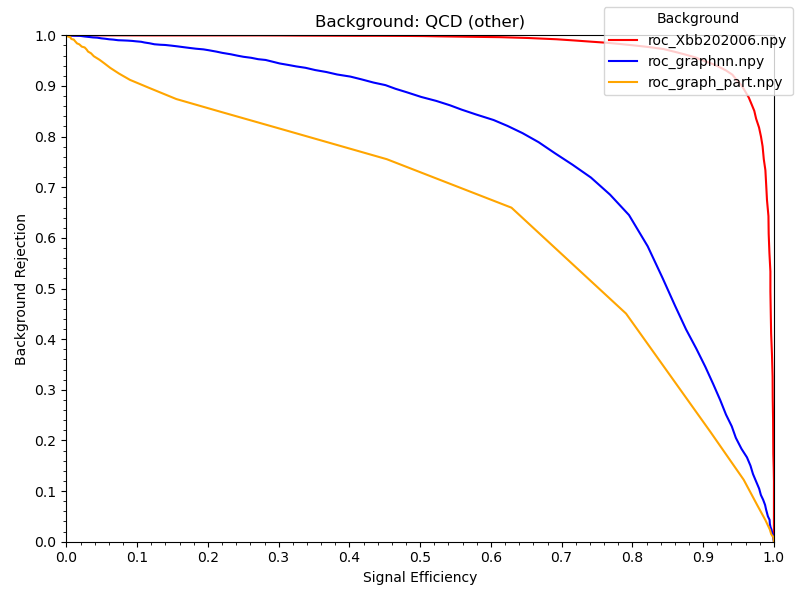 Background: QCD (other)
Background
roc_Xbb202006.npy
roc_graphnn.npy
roc_graph_part.npy
Background Rejection
1.0
0.9
0.8
0.7
0.6
0.5
0.4
0.3
0.2
0.1
0.0
0.0 0.1 0.2 0.3 0.4 0.5 0.6 0.7 0.8 0.9 1.0
Signal Efficiency